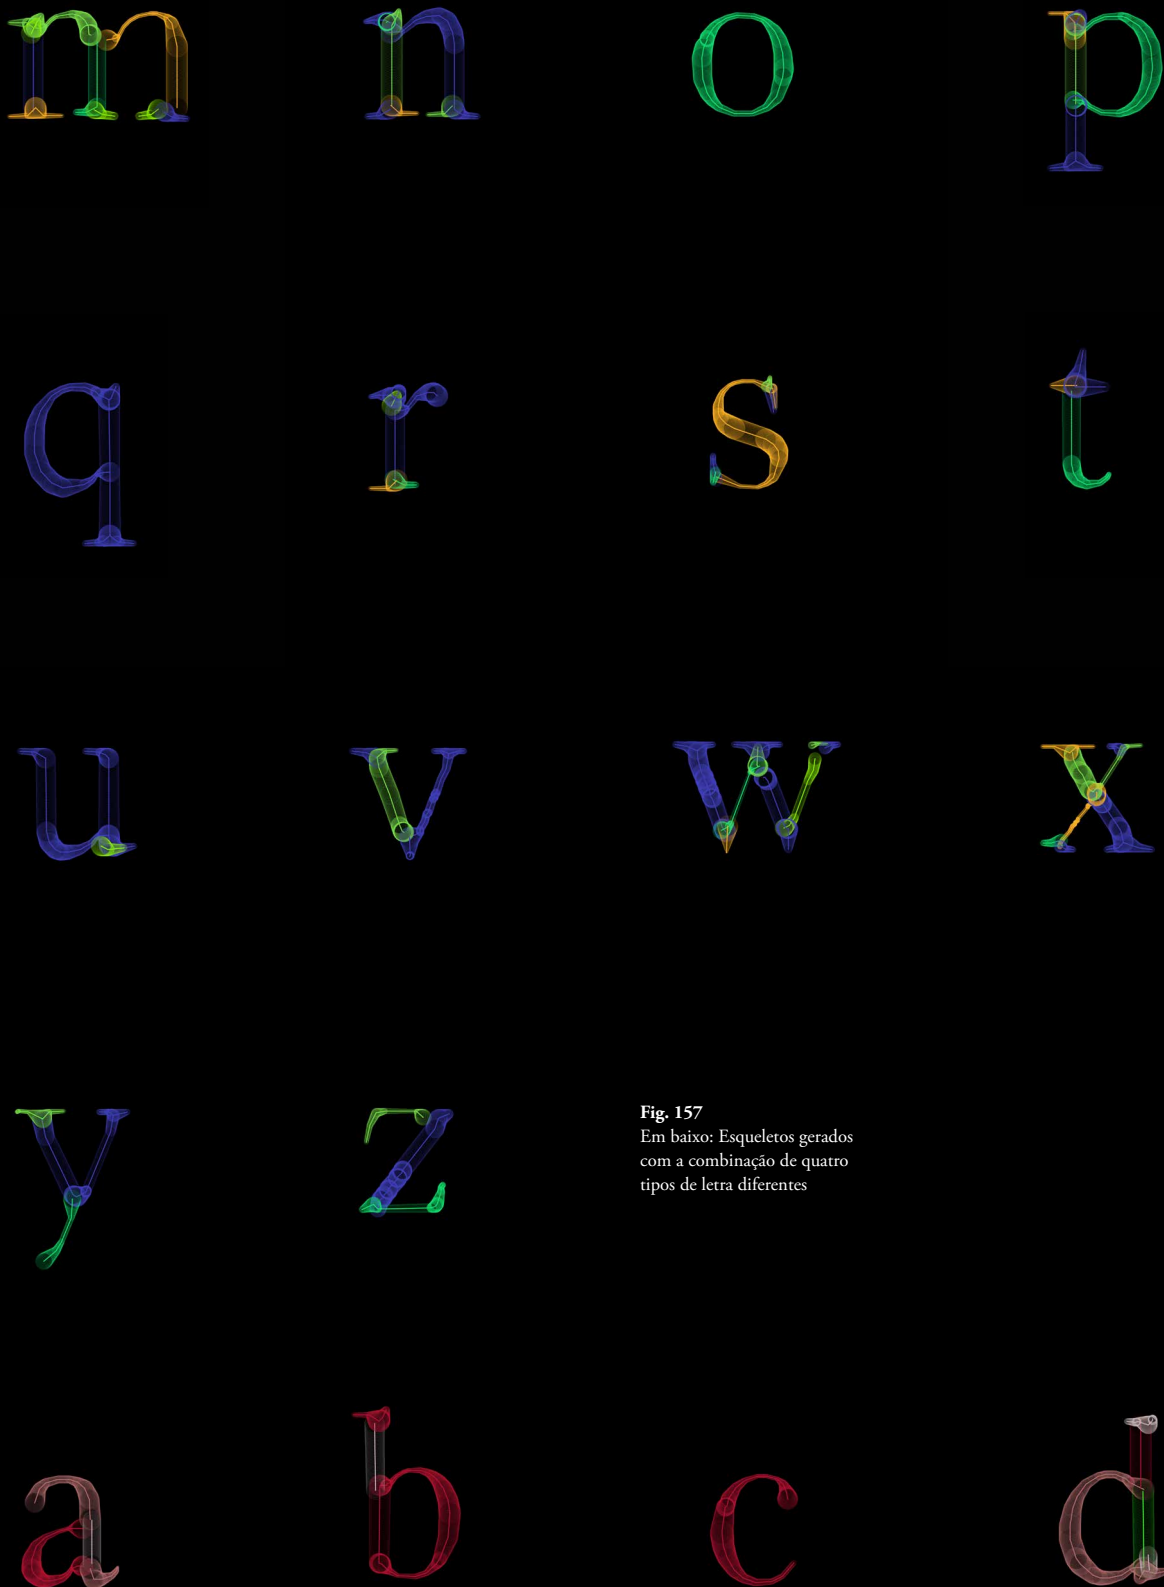 m n o p
q r s t
u v w x
y z
Fig. 157
Em baixo: Esqueletos gerados
com a combinação de quatro
tipos de letra diferentes
a b c d